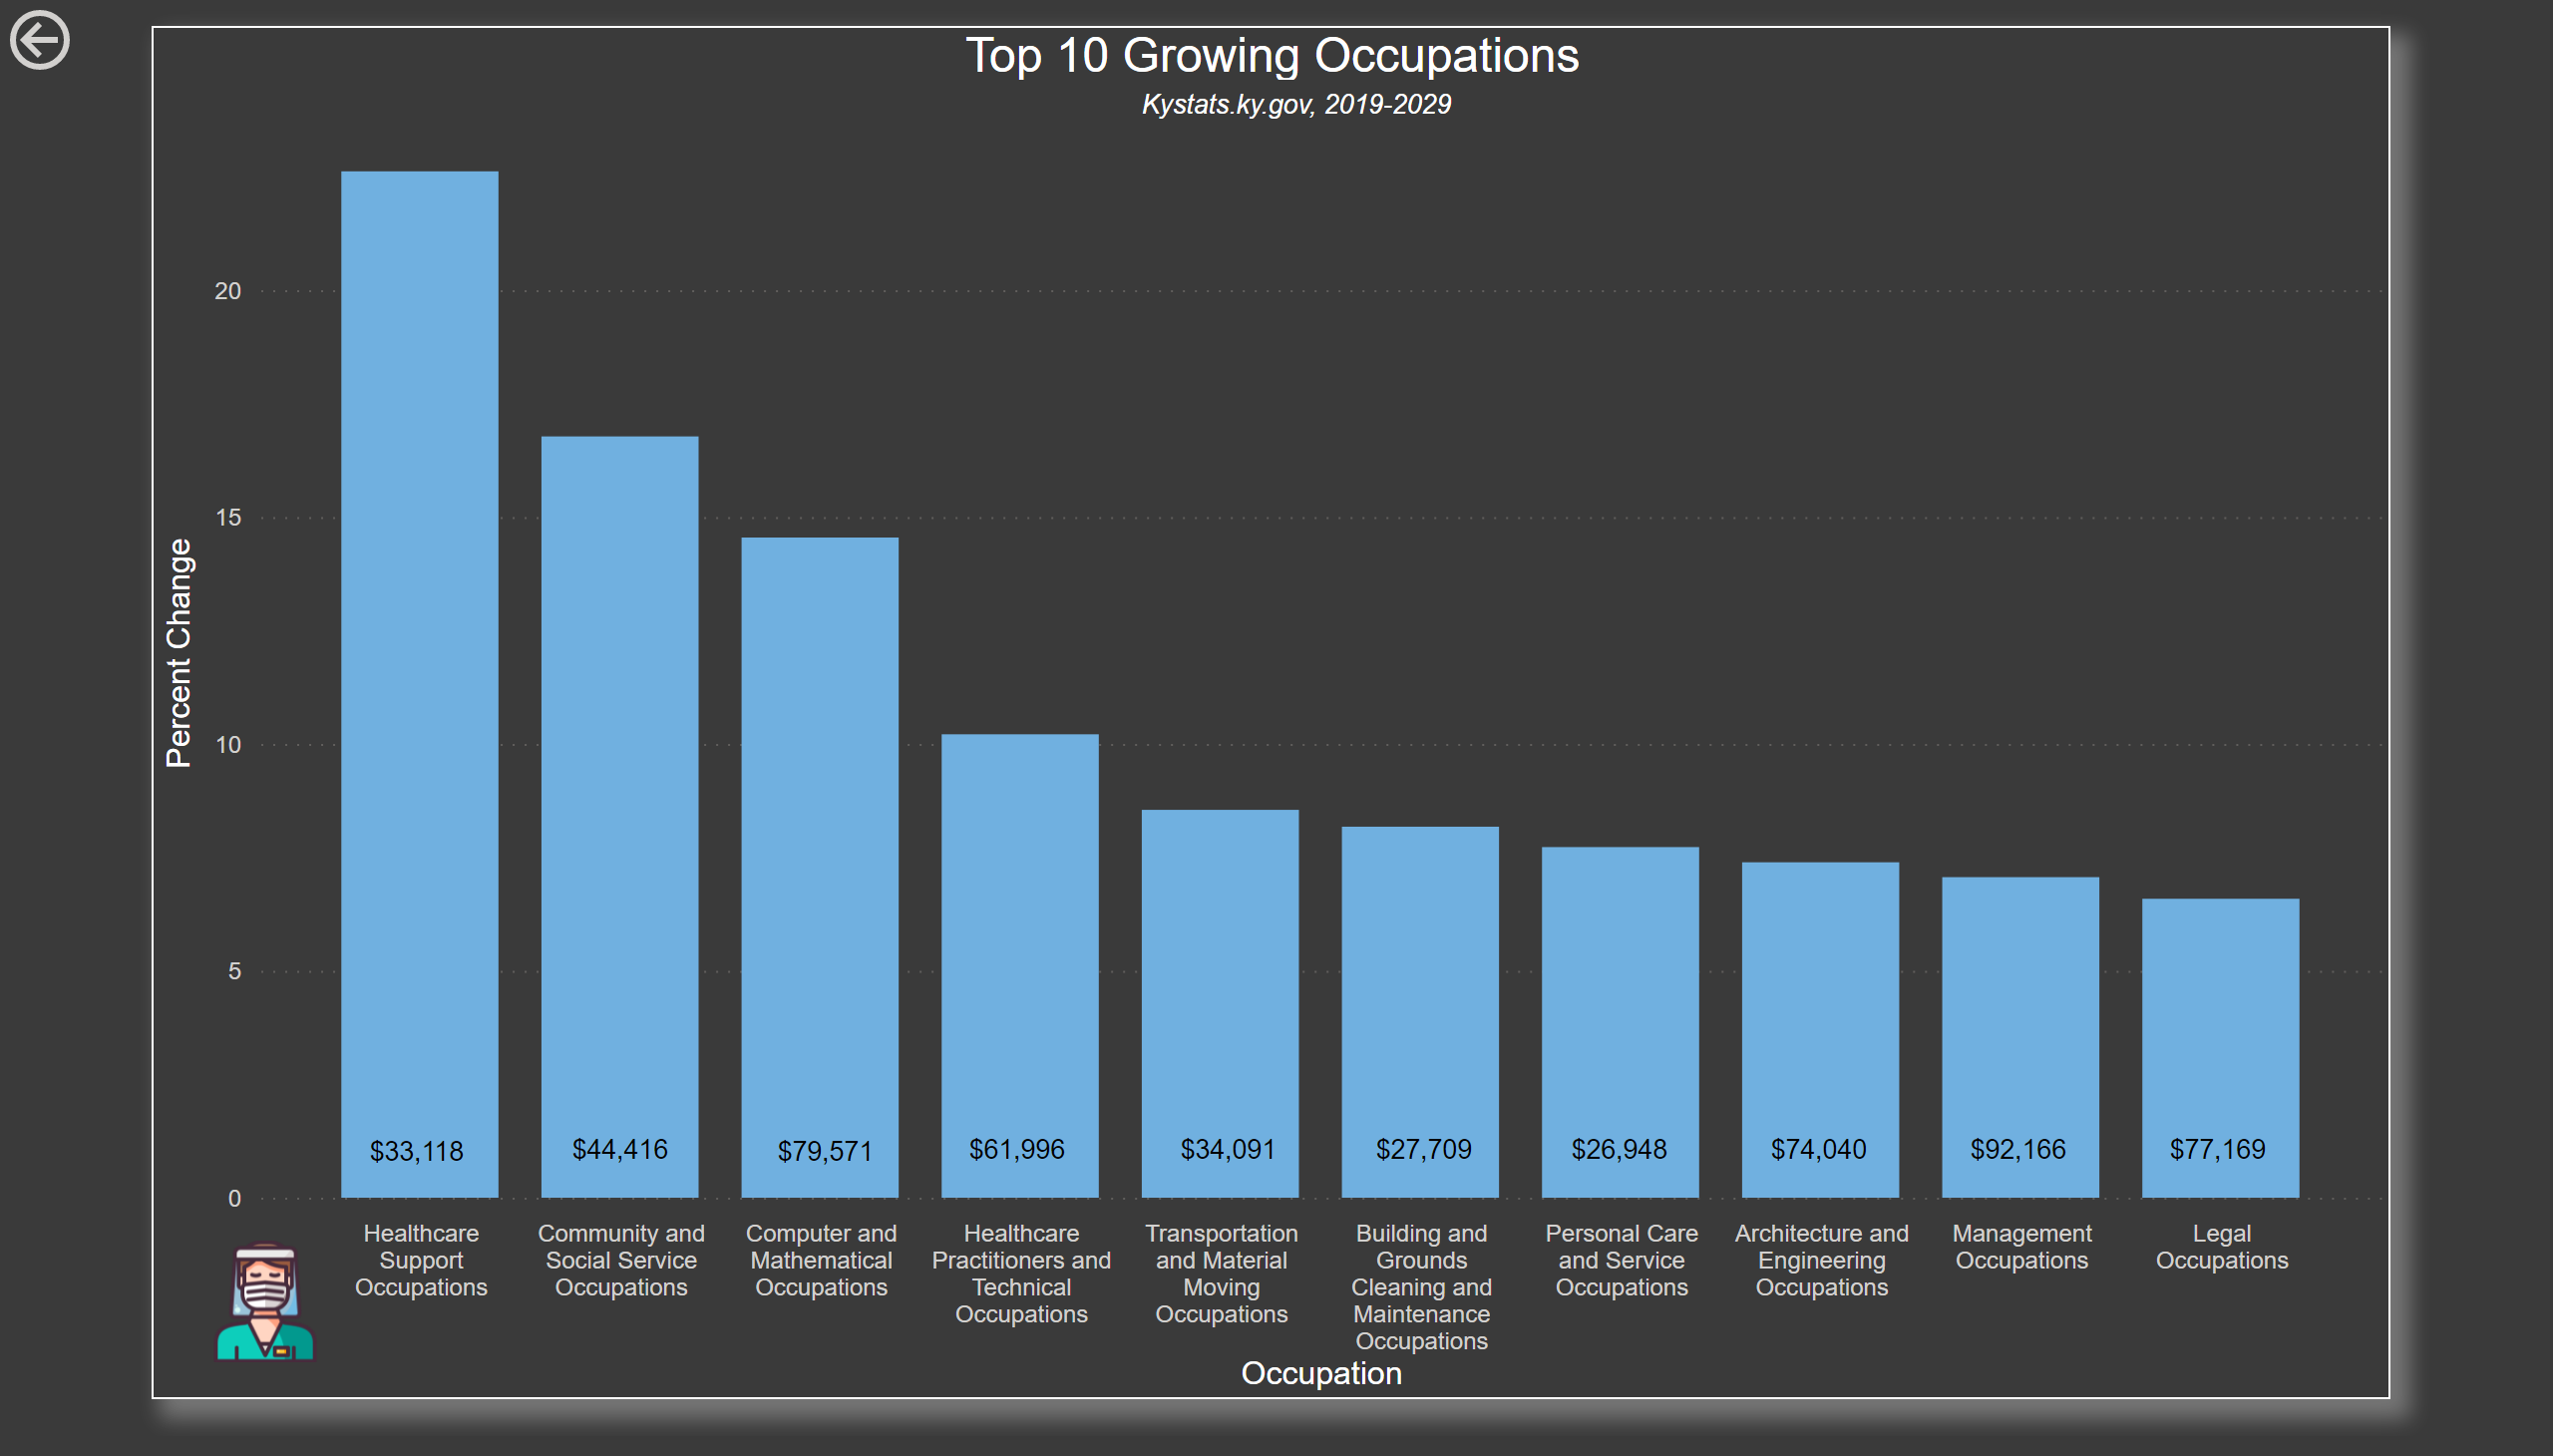 Top 10 Growing Occupations
Kystats.ky.gov, 2019-2029
Percent Change
20
15
10
5
0
$33,118
$44,416
$79,571
$61,996
$34,091
$27,709
$26,948
$74,040
$92,166
$77,169
Healthcare
Support
Occupations
Community and
Social Service
Occupations
Computer and
Mathematical
Occupations
Healthcare
Practitioners and
Technical
Occupations
Transportation
and Material
Moving
Occupations
Building and
Grounds
Cleaning and
Maintenance
Occupations
Personal Care
and Service
Occupations
Architecture and
Engineering
Occupations
Management
Occupations
Legal
Occupations
Occupation